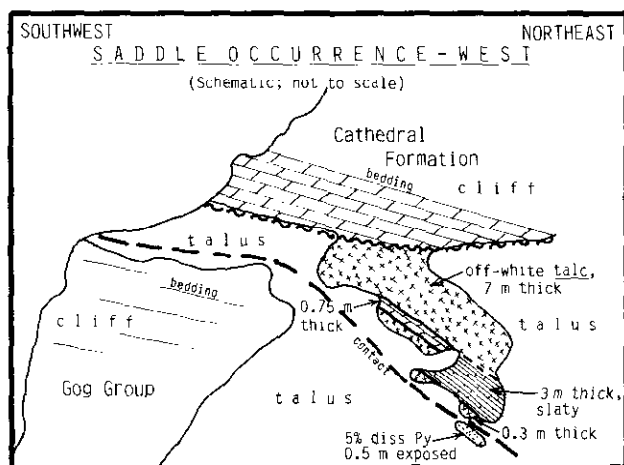 SOUTHWEST
NORTHEAST
SADDLE OCCURRENCE-WEST
(Schematic; not to scale)
Cathedral
Formation
bedding
cliff
talus
off-white talc,
7 m thick
bedding
0.75 m
thick
talus
cliff
contact
Gog Group
talus
3 m thick,
slaty
0.3 m thick
5% diss Py
0.5 m exposed